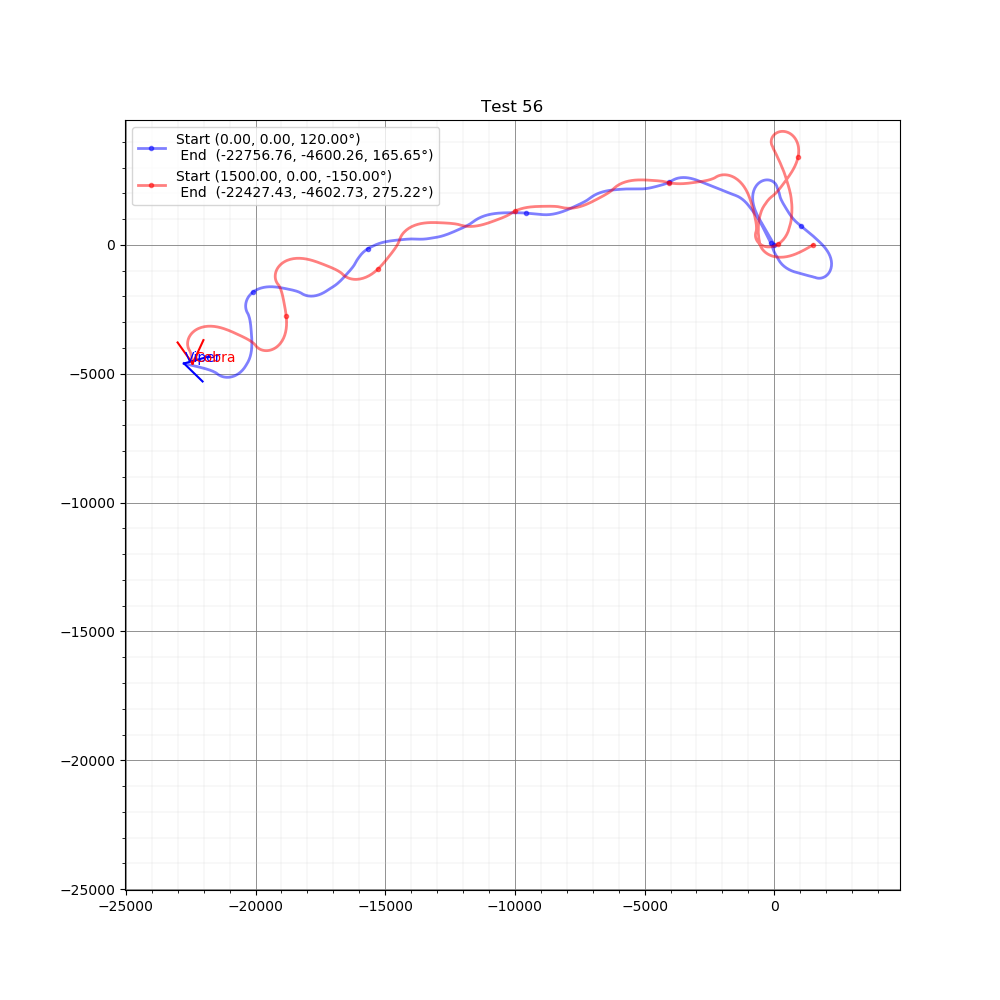 Test 56
Start (0.00, 0.00, 120.00°)
End  (-22756.76, -4600.26, 165.65°)
Start (1500.00, 0.00, -150.00°)
End  (-22427.43, -4602.73, 275.22°)
0
−5000
−10000
−15000
−20000
−25000
−25000 −20000 −15000 −10000 −5000 0